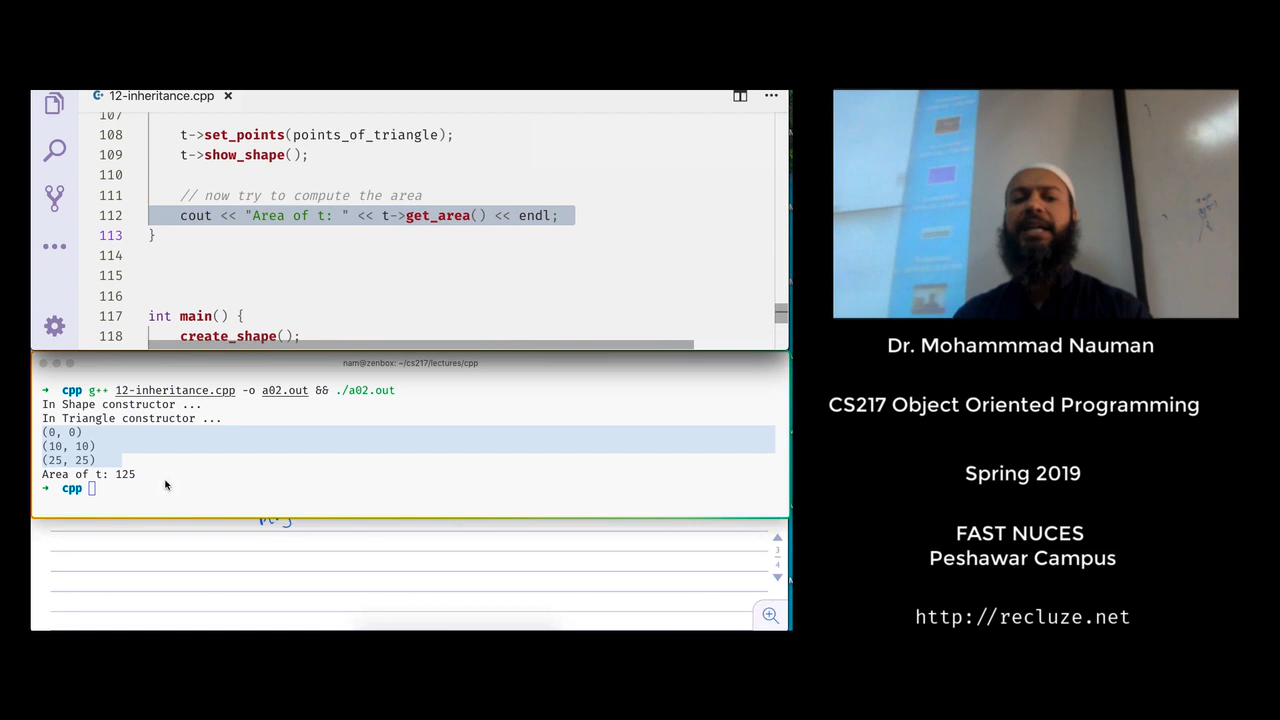 12-inheritance.cpp ×
107
108 t->set_points(points_of_triangle);
109 t->show_shape();
110
111 // now try to compute the area
112 cout << "Area of t: " << t->get_area() << endl;
113 }
114
115
116
117 int main() {
118 create_shape();
nam@zenbox: ~/cs217/lectures/cpp
→ cpp g++ 12-inheritance.cpp -o a02.out && ./a02.out
In Shape constructor ...
In Triangle constructor ...
(0, 0)
(10, 10)
(25, 25)
Area of t: 125
→ cpp
3
4
Dr. Mohammmad Nauman
CS217 Object Oriented Programming
Spring 2019
FAST NUCES
Peshawar Campus
http://recluze.net